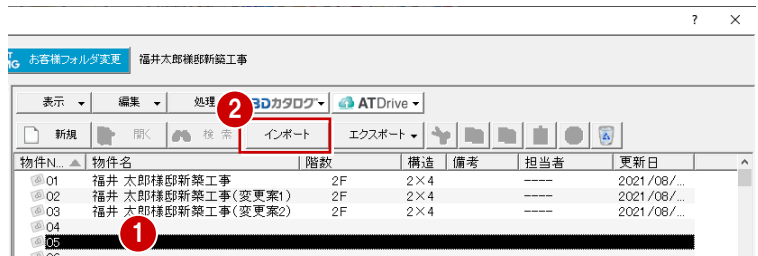 ? ×
お客様フォルダ変更 福井太郎様邸新築工事
表示 編集 処理 3Dカタログ ATDrive
2
新規 開く 検 索 インポート エクスポート
物件N... 物件名 階数 構造 備考 担当者 更新日
01 福井 太郎様邸新築工事 2F 2×4 ---- 2021/08/...
02 福井 太郎様邸新築工事(変更案1) 2F 2×4 ---- 2021/08/...
03 福井 太郎様邸新築工事(変更案2) 2F 2×4 ---- 2021/08/...
04
05
1